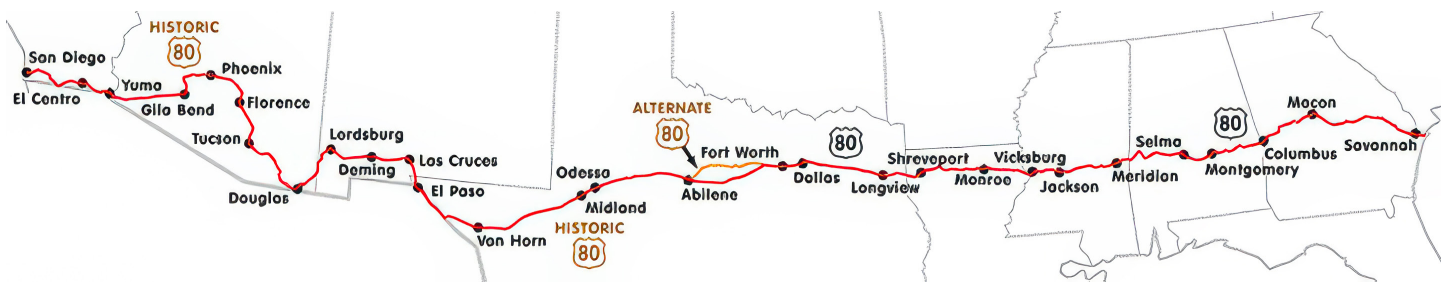 HISTORIC
80
San Diego
El Centro
Yuma
Gila Bend
Phoenix
Florence
Tucson
Douglas
Lordsburg
Deming
Las Cruces
El Paso
Van Horn
Odessa
Midland
HISTORIC
80
ALTERNATE
80
Abilene
Fort Worth
Dallas
80
Longview
Shreveport
Monroe
Vicksburg
Jackson
Meridian
Selma
Montgomery
80
Columbus
Macon
Savannah